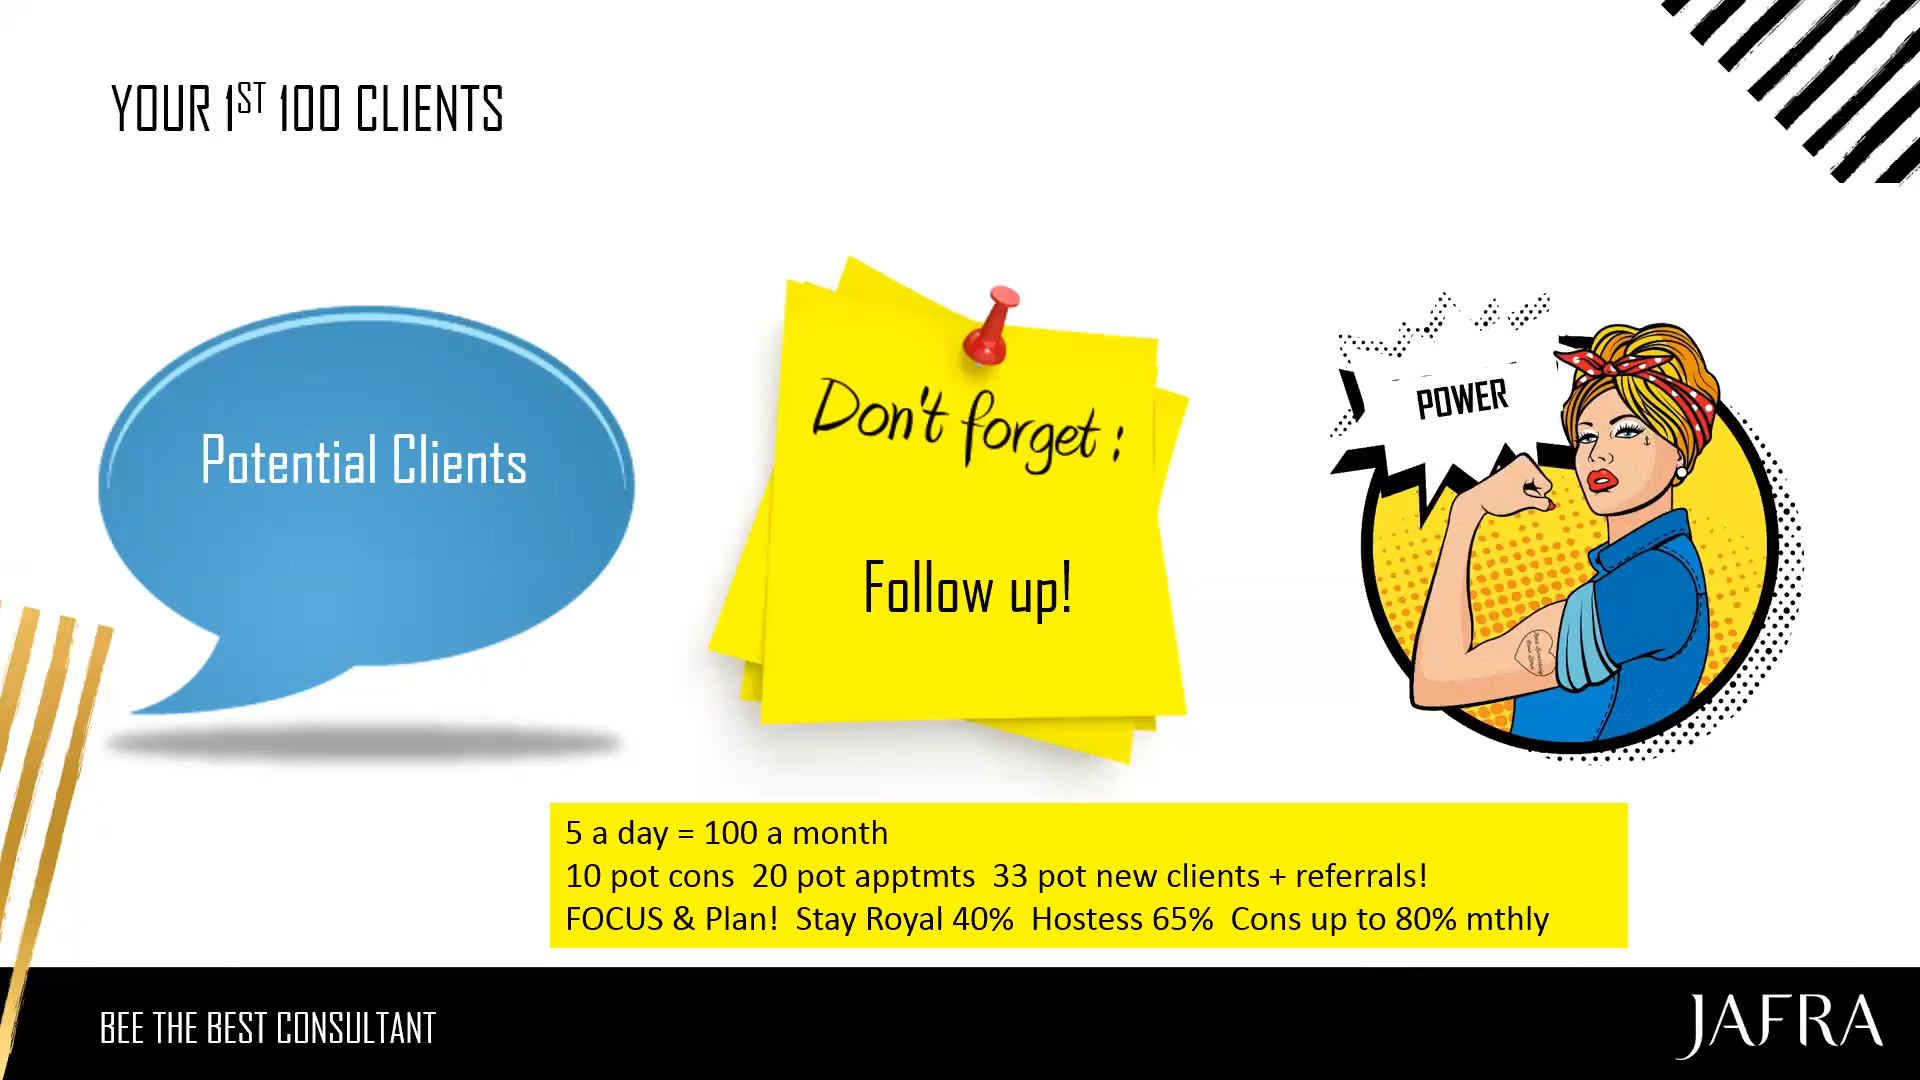 YOUR 1ST 100 CLIENTS
Potential Clients
Don't forget:
Follow up!
POWER
5 a day = 100 a month
10 pot cons 20 pot apptmts 33 pot new clients + referrals!
FOCUS & Plan! Stay Royal 40% Hostess 65% Cons up to 80% mthly
BEE THE BEST CONSULTANT
JAFRA